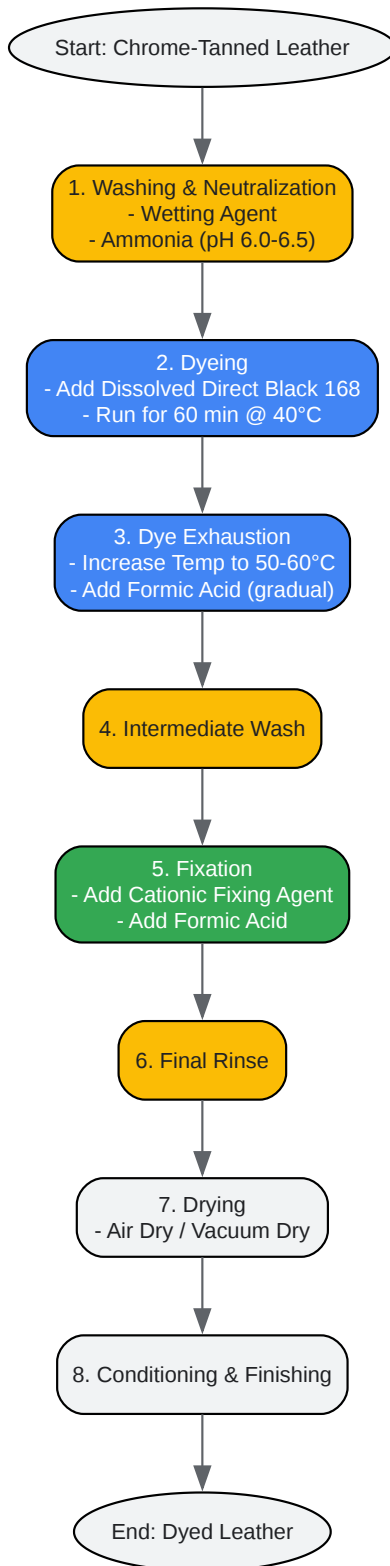 Start: Chrome-Tanned Leather
1. Washing & Neutralization
- Wetting Agent
- Ammonia (pH 6.0-6.5)
2. Dyeing
- Add Dissolved Direct Black 168
- Run for 60 min @ 40°C
3. Dye Exhaustion
- Increase Temp to 50-60°C
- Add Formic Acid (gradual)
4. Intermediate Wash
5. Fixation
- Add Cationic Fixing Agent
- Add Formic Acid
6. Final Rinse
7. Drying
- Air Dry / Vacuum Dry
8. Conditioning & Finishing
End: Dyed Leather